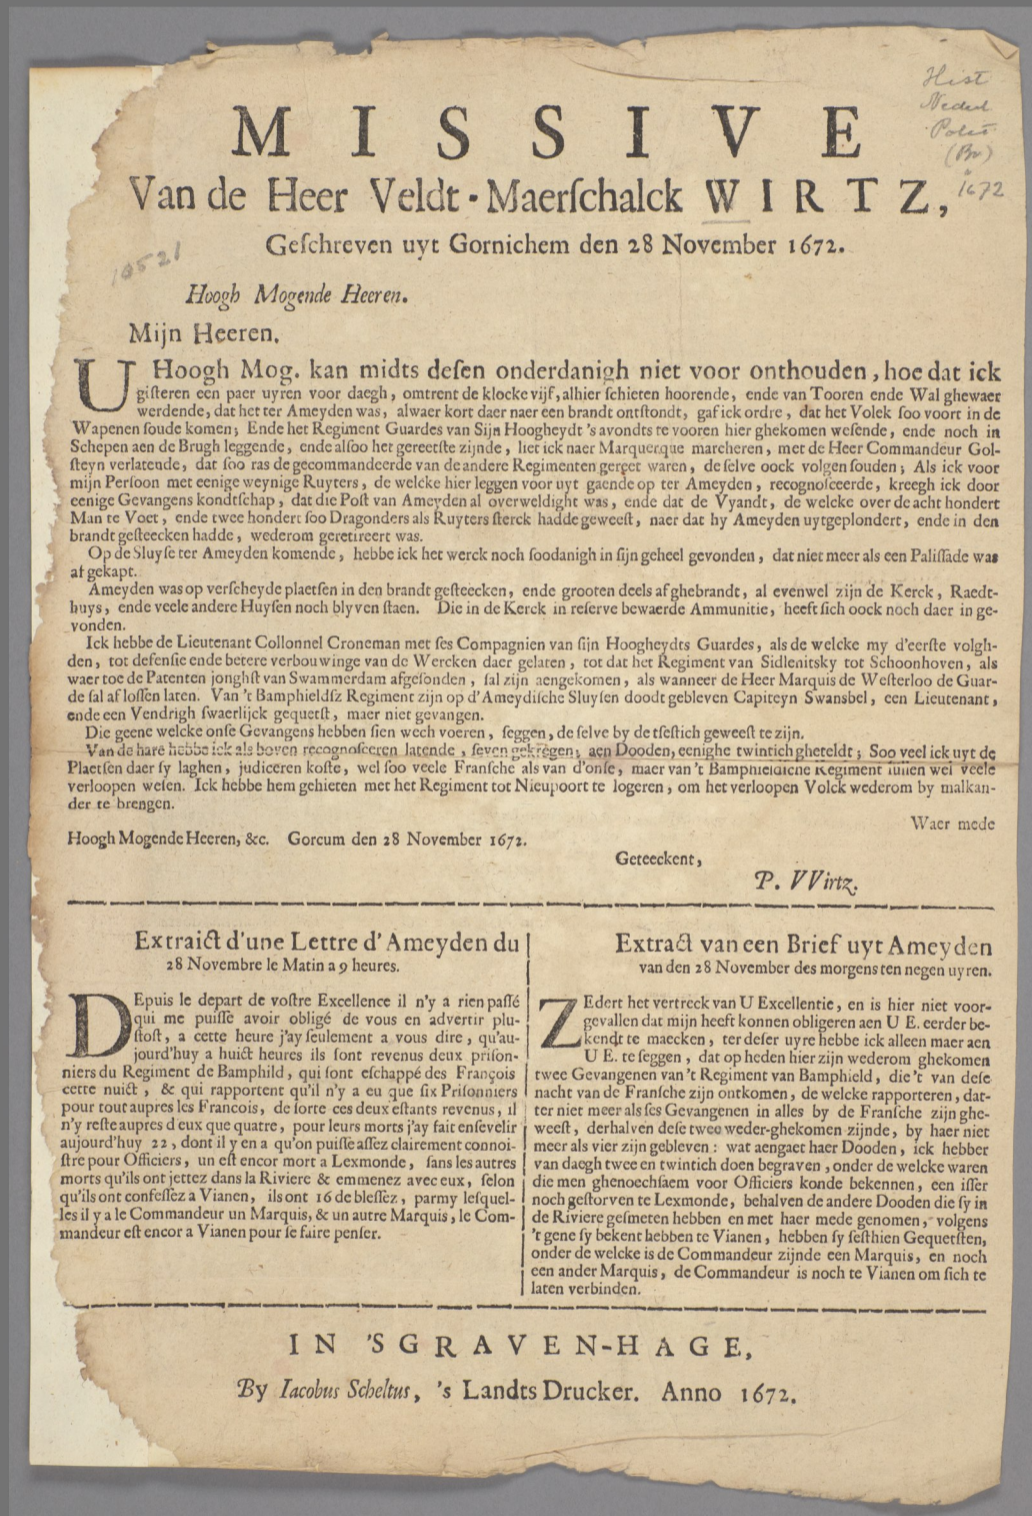 Hist
Nederl
(Br)
1672
10521
MISSIVE
Van de Heer Veldt-Maerſchalck WIRTZ,
Geſchreven uyt Gornichem den 28 November 1672.
Hoogh Mogende Heeren.
Mijn Heeren.
U Hoogh Mog. kan midts deſen onderdanigh niet voor onthouden, hoe dat ick
giſteren een paer uyren voor daegh, omtrent de klocke vijf, alhier ſchieten hoorende, ende van Tooren ende Wal ghewaer
werdende, dat het ter Ameyden was, alwaer kort daer naer een brandt ontſtondt, gaf ick ordre, dat het Volck ſoo voort in de
Wapenen ſoude komen; Ende het Regiment Guardes van Sijn Hoogheydt 's avondts te vooren hier ghekomen weſende, ende noch in
Schepen aen de Brugh leggende, ende alſoo het gereetſte zijnde, liet ick naer Marquerque marcheren, met de Heer Commandeur Gol-
ſteyn verlatende, dat ſoo ras de gecommandeerde van de andere Regimenten gereet waren, de ſelve oock volgen ſouden; Als ick voor
mijn Perſoon met eenige weynige Ruyters, de welcke hier leggen voor uyt gaende op ter Ameyden, recognoſceerde, kreegh ick door
eenige Gevangens kondtſchap, dat die Poſt van Ameyden al overweldight was, ende dat de Vyandt, de welcke over de acht hondert
Man te Voet, ende twee hondert ſoo Dragonders als Ruyters ſterck hadde geweeſt, naer dat hy Ameyden uytgeplondert, ende in den
brandt geſteecken hadde, wederom geretireert was.
Op de Sluyſe ter Ameyden komende, hebbe ick het werck noch ſoodanigh in ſijn geheel gevonden, dat niet meer als een Paliſſade was
af gekapt.
Ameyden was op verſcheyde plaetſen in den brandt geſteecken, ende grooten deels af ghebrandt, al evenwel zijn de Kerck, Raedt-
huys, ende veele andere Huyſen noch blyven ſtaen. Die in de Kerck in reſerve bewaerde Ammunitie, heeft ſich oock noch daer in ge-
vonden.
Ick hebbe de Lieutenant Collonnel Croneman met ſes Compagnien van ſijn Hoogheydts Guardes, als de welcke my d'eerſte volgh-
den, tot defenſie ende betere verbouwinge van de Wercken daer gelaten, tot dat het Regiment van Sidlenitsky tot Schoonhoven, als
waer toe de Patenten jonghſt van Swammerdam afgeſonden, ſal zijn aengekomen, als wanneer de Heer Marquis de Weſterloo de Guar-
de ſal af loſſen laten. Van 't Bamphieldſz Regiment zijn op d'Ameydiſche Sluyſen doodt gebleven Capiteyn Swansbel, een Lieutenant,
ende een Vendrigh ſwaerlijck gequetſt, maer niet gevangen.
Die geene welcke onſe Gevangens hebben ſien wech voeren, ſeggen, de ſelve by de tſeſtich geweeſt te zijn.
Van de hare hebbe ick als boven recognoſceren latende, ſeven gekregen; aen Dooden, eenighe twintich gheteldt; Soo veel ick uyt de
Plaetſen daer ſy laghen, judiceren koſte, wel ſoo veele Franſche als van d'onſe, maer van 't Bamphieldſche Regiment ſullen wel veele
verloopen weſen. Ick hebbe hem gehieten met het Regiment tot Nieupoort te logeren, om het verloopen Volck wederom by malkan-
der te brengen.
Waer mede
Hoogh Mogende Heeren, &c. Gorcum den 28 November 1672.
Geteeckent,
P. VVirtz.
Extraict d'une Lettre d'Ameyden du
28 Novembre le Matin a 9 heures.
DEpuis le depart de voſtre Excellence il n'y a rien paſſé
qui me puiſſe avoir obligé de vous en advertir plu-
ſtoſt, a cette heure j'ay ſeulement a vous dire, qu'au-
jourd'huy a huict heures ils ſont revenus deux priſon-
niers du Regiment de Bamphild, qui ſont eſchappé des François
cette nuict, & qui rapportent qu'il n'y a eu que ſix Priſonniers
pour tout aupres les Francois, de ſorte ces deux eſtants revenus, il
n'y reſte aupres d'eux que quatre, pour leurs morts j'ay fait enſevelir
aujourd'huy 22, dont il y en a qu'on puiſſe aſſez clairement connoi-
ſtre pour Officiers, un eſt encor mort a Lexmonde, ſans les autres
morts qu'ils ont jettez dans la Riviere & emmenez avec eux, ſelon
qu'ils ont confeſſez a Vianen, ils ont 16 de bleſſez, parmy leſquel-
les il y a le Commandeur un Marquis, & un autre Marquis, le Com-
mandeur eſt encor a Vianen pour ſe faire penſer.
Extract van een Brief uyt Ameyden
van den 28 November des morgens ten negen uyren.
ZEdert het vertreck van U Excellentie, en is hier niet voor-
gevallen dat mijn heeft konnen obligeren aen U E. eerder be-
kendt te maecken, ter deſer uyre hebbe ick alleen maer aen
U E. te ſeggen, dat op heden hier zijn wederom ghekomen
twee Gevangenen van 't Regiment van Bamphield, die 't van deſe
nacht van de Franſche zijn ontkomen, de welcke rapporteren, dat-
ter niet meer als ſes Gevangenen in alles by de Franſche zijn ghe-
weeſt, derhalven deſe twee weder-ghekomen zijnde, by haer niet
meer als vier zijn gebleven: wat aengaet haer Dooden, ick hebber
van daegh twee en twintich doen begraven, onder de welcke waren
die men ghenoechſaem voor Officiers konde bekennen, een iſſer
noch geſtorven te Lexmonde, behalven de andere Dooden die ſy in
de Riviere geſmeten hebben en met haer mede genomen, volgens
't gene ſy bekent hebben te Vianen, hebben ſy ſeſthien Gequetſten,
onder de welcke is de Commandeur zijnde een Marquis, en noch
een ander Marquis, de Commandeur is noch te Vianen om ſich te
laten verbinden.
IN 'SGRAVEN-HAGE,
By Iacobus Scheltus, 's Landts Drucker. Anno 1672.